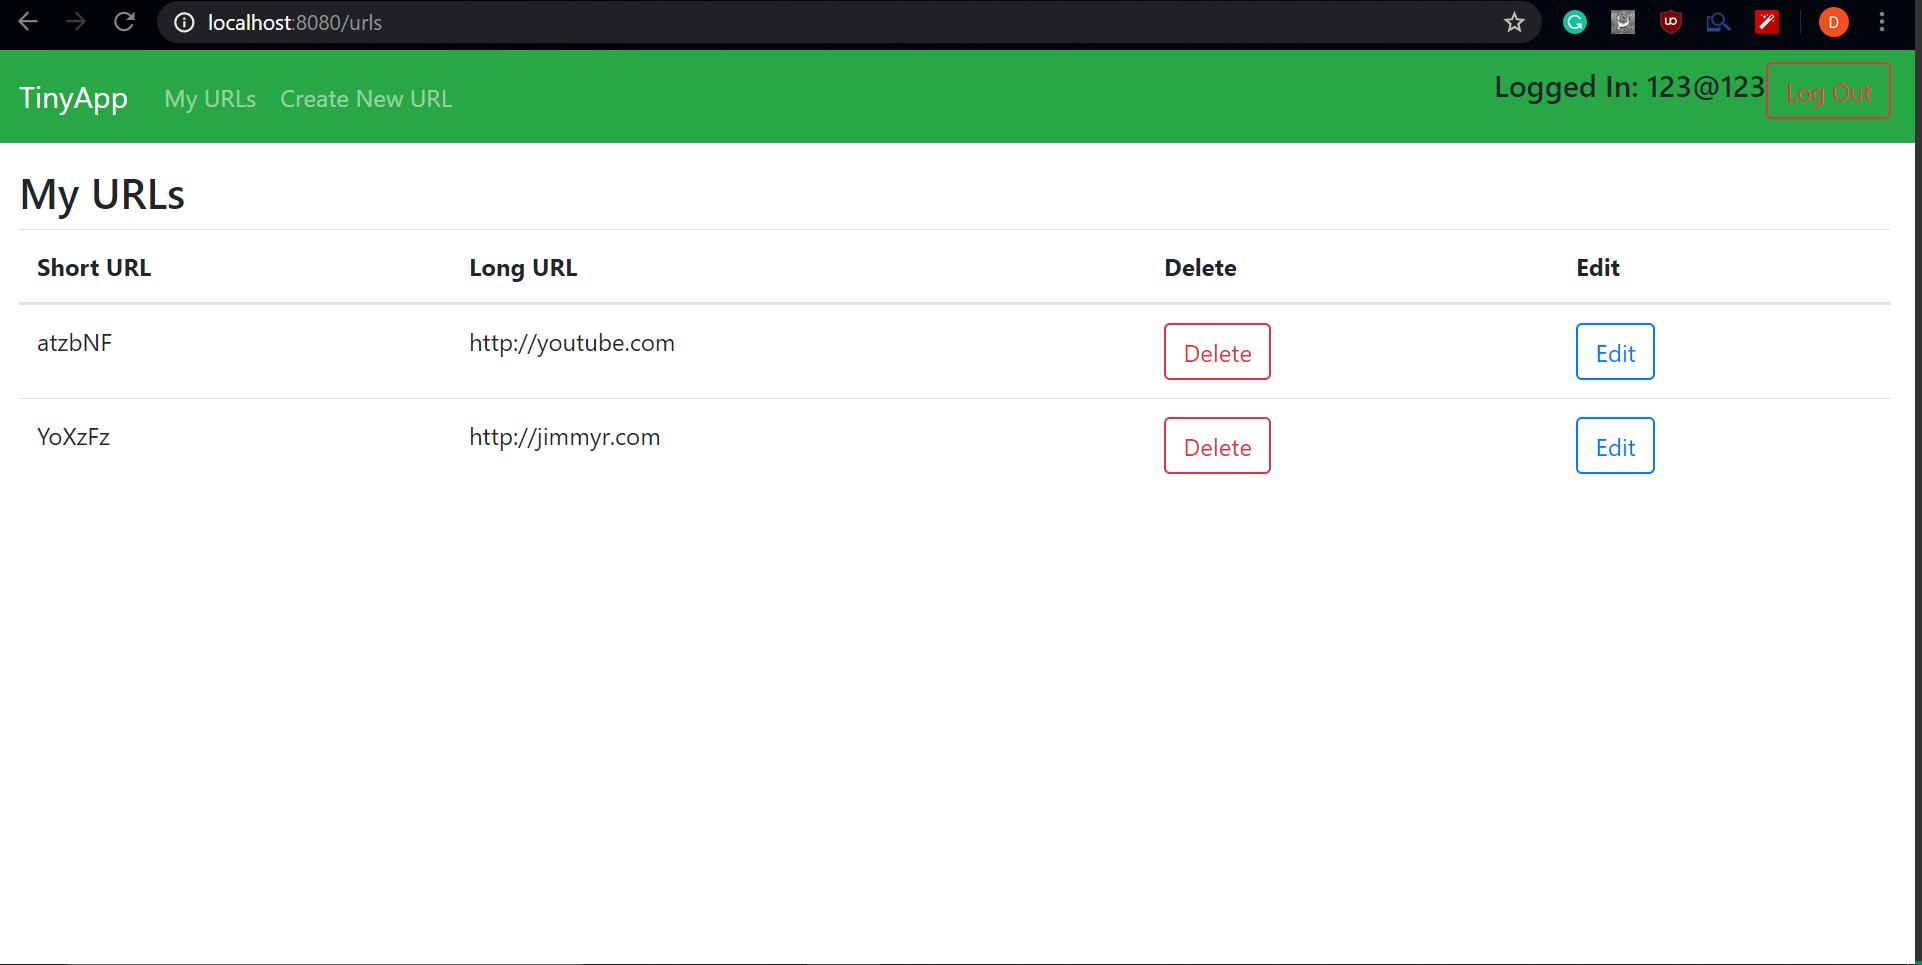 localhost:8080/urls
D
TinyApp My URLs Create New URL Logged In: 123@123 Log Out
My URLs
Short URL Long URL Delete Edit
atzbNF http://youtube.com Delete Edit
YoXzFz http://jimmyr.com Delete Edit